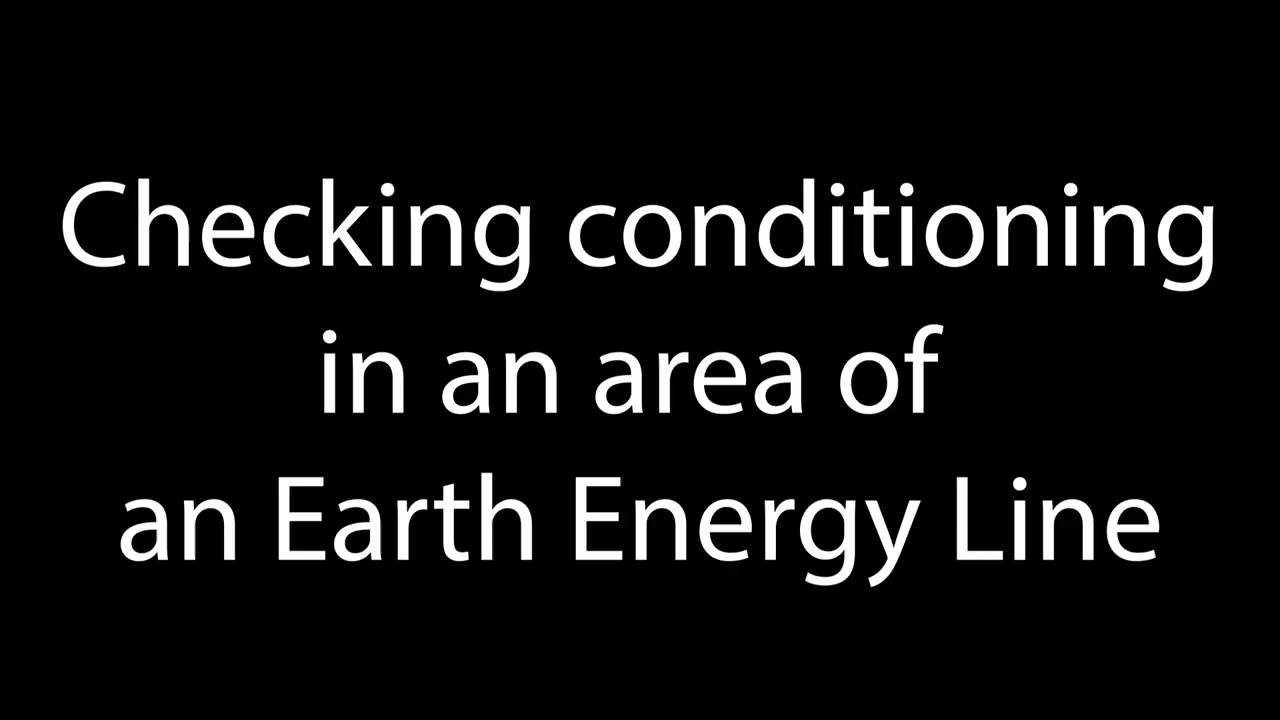 Checking conditioning
in an area of
an Earth Energy Line